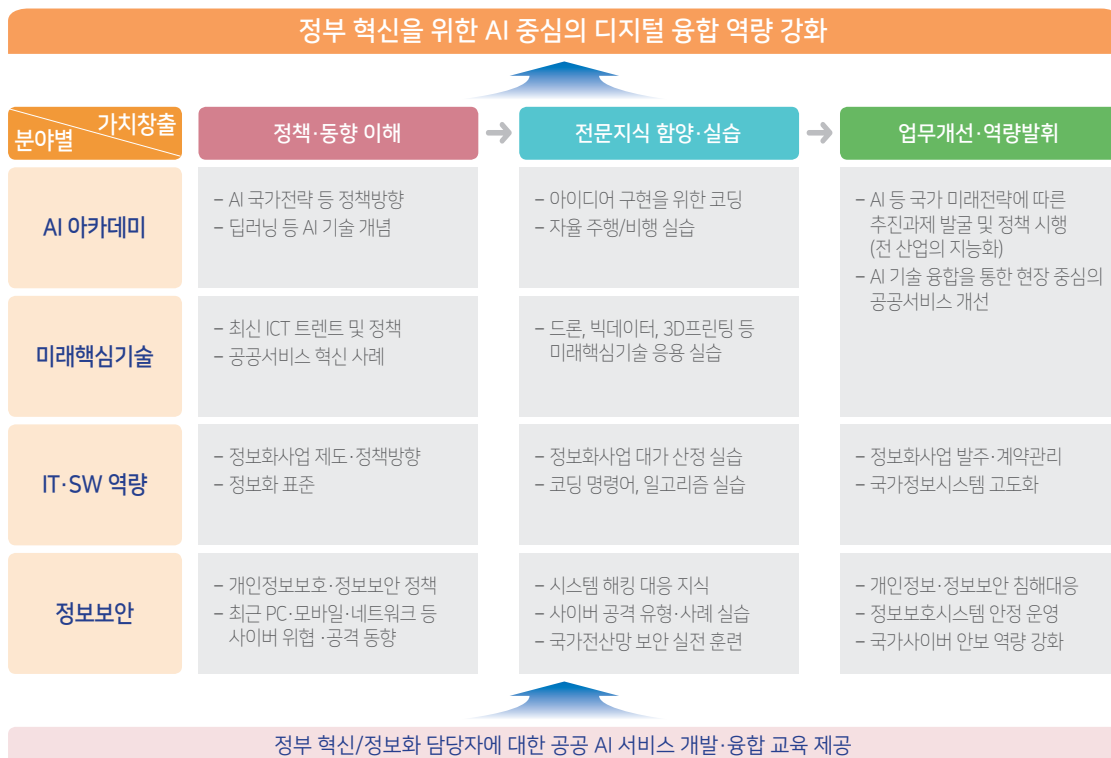 정부 혁신을 위한 AI 중심의 디지털 융합 역량 강화
가치창출
분야별
정책·동향 이해
전문지식 함양·실습
업무개선·역량발휘
AI 아카데미
– AI 국가전략 등 정책방향
– 딥러닝 등 AI 기술 개념
– 아이디어 구현을 위한 코딩
– 자율 주행/비행 실습
– AI 등 국가 미래전략에 따른
추진과제 발굴 및 정책 시행
(전 산업의 지능화)
– AI 기술 융합을 통한 현장 중심의
공공서비스 개선
미래핵심기술
– 최신 ICT 트렌트 및 정책
– 공공서비스 혁신 사례
– 드론, 빅데이터, 3D프린팅 등
미래핵심기술 응용 실습
IT·SW 역량
– 정보화사업 제도·정책방향
– 정보화 표준
– 정보화사업 대가 산정 실습
– 코딩 명령어, 일고리즘 실습
– 정보화사업 발주·계약관리
– 국가정보시스템 고도화
정보보안
– 개인정보보호·정보보안 정책
– 최근 PC·모바일·네트워크 등
사이버 위협 ·공격 동향
– 시스템 해킹 대응 지식
– 사이버 공격 유형·사례 실습
– 국가전산망 보안 실전 훈련
– 개인정보·정보보안 침해대응
– 정보보호시스템 안정 운영
– 국가사이버 안보 역량 강화
정부 혁신/정보화 담당자에 대한 공공 AI 서비스 개발·융합 교육 제공